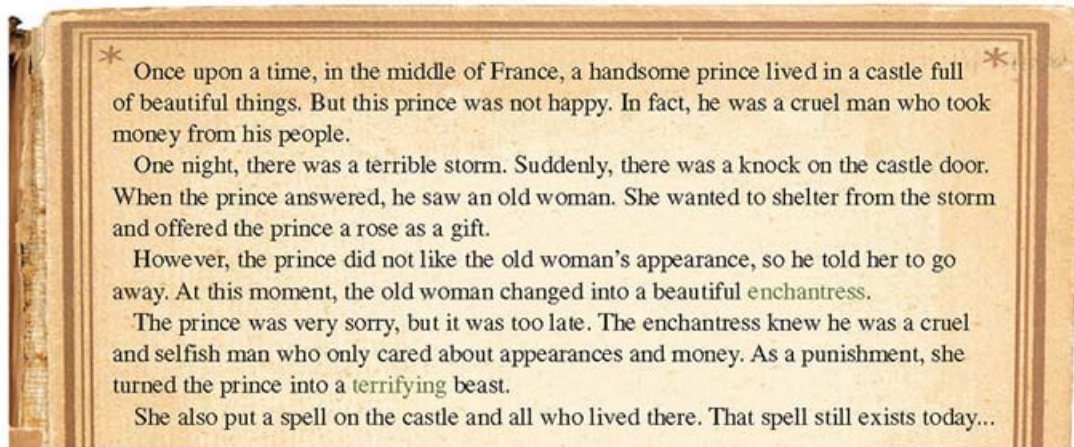 Once upon a time, in the middle of France, a handsome prince lived in a castle full
of beautiful things. But this prince was not happy. In fact, he was a cruel man who took
money from his people.
One night, there was a terrible storm. Suddenly, there was a knock on the castle door.
When the prince answered, he saw an old woman. She wanted to shelter from the storm
and offered the prince a rose as a gift.
However, the prince did not like the old woman's appearance, so he told her to go
away. At this moment, the old woman changed into a beautiful enchantress.
The prince was very sorry, but it was too late. The enchantress knew he was a cruel
and selfish man who only cared about appearances and money. As a punishment, she
turned the prince into a terrifying beast.
She also put a spell on the castle and all who lived there. That spell still exists today...